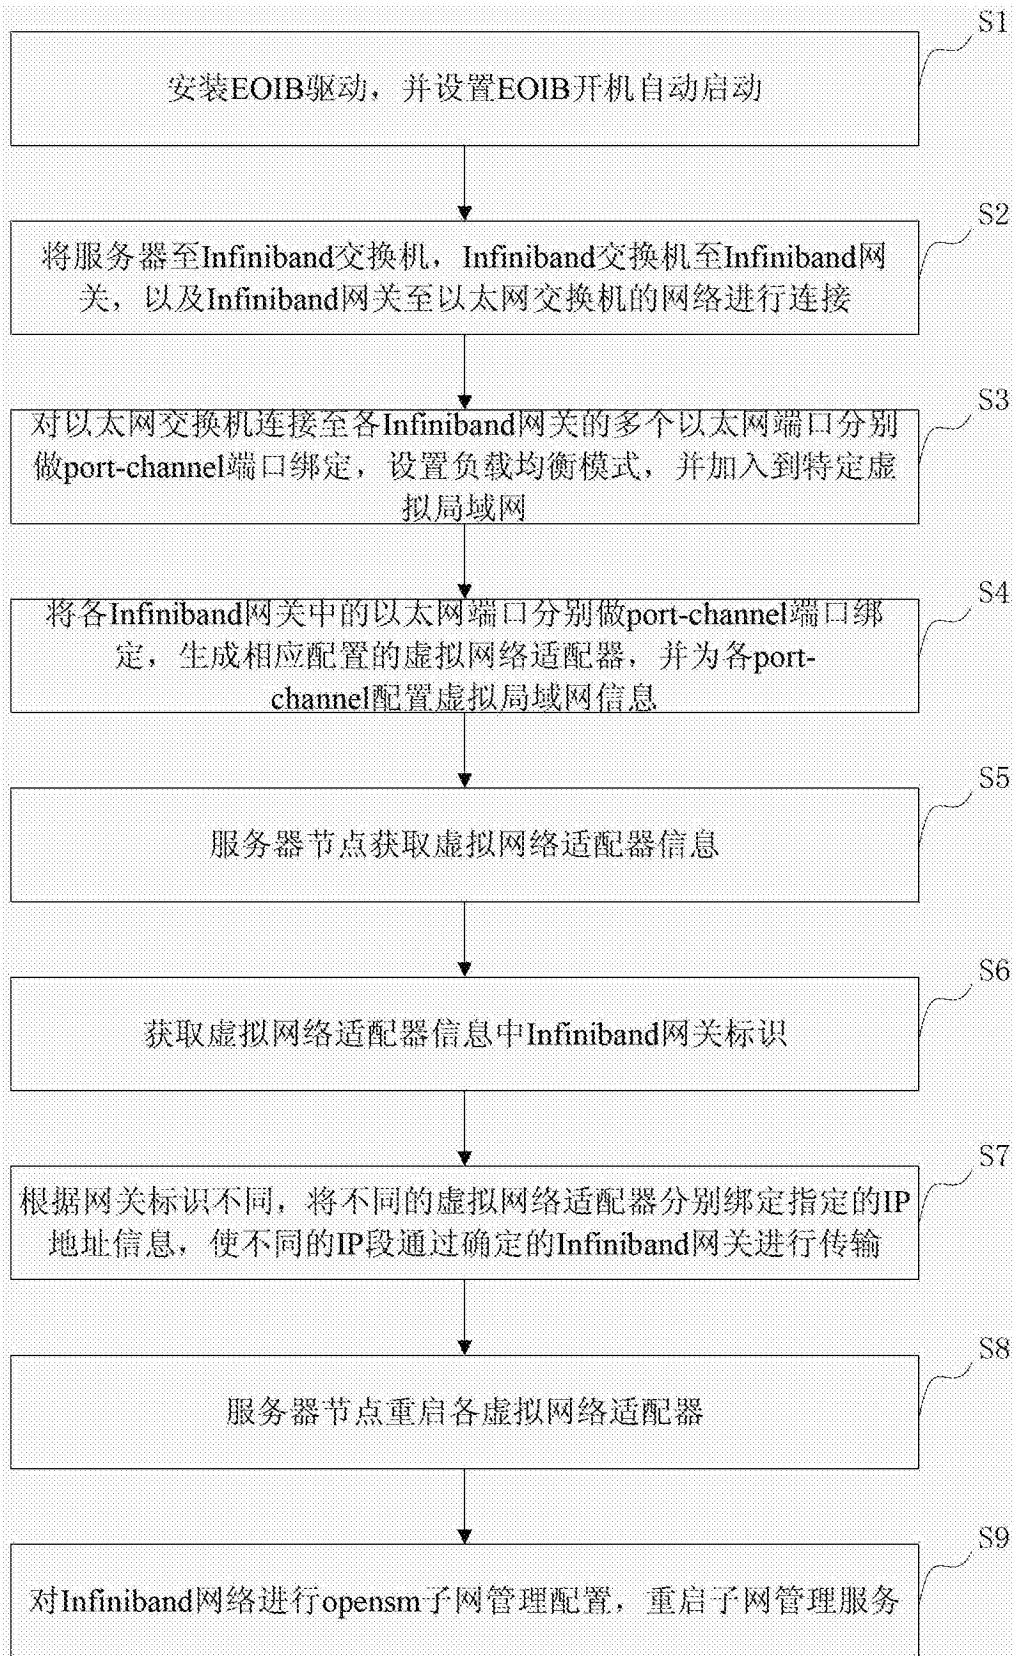 S1
安装EOIB驱动，并设置EOIB开机自动启动
S2
将服务器至Infiniband交换机，Infiniband交换机至Infiniband网
关，以及Infiniband网关至以太网交换机的网络进行连接
S3
对以太网交换机连接至各Infiniband网关的多个以太网端口分别
做port-channel端口绑定，设置负载均衡模式，并加入到特定虚
拟局域网
S4
将各Infiniband网关中的以太网端口分别做port-channel端口绑
定，生成相应配置的虚拟网络适配器，并为各port-
channel配置虚拟局域网信息
S5
服务器节点获取虚拟网络适配器信息
S6
获取虚拟网络适配器信息中Infiniband网关标识
S7
根据网关标识不同，将不同的虚拟网络适配器分别绑定指定的IP
地址信息，使不同的IP段通过确定的Infiniband网关进行传输
S8
服务器节点重启各虚拟网络适配器
S9
对Infiniband网络进行opensm子网管理配置，重启子网管理服务